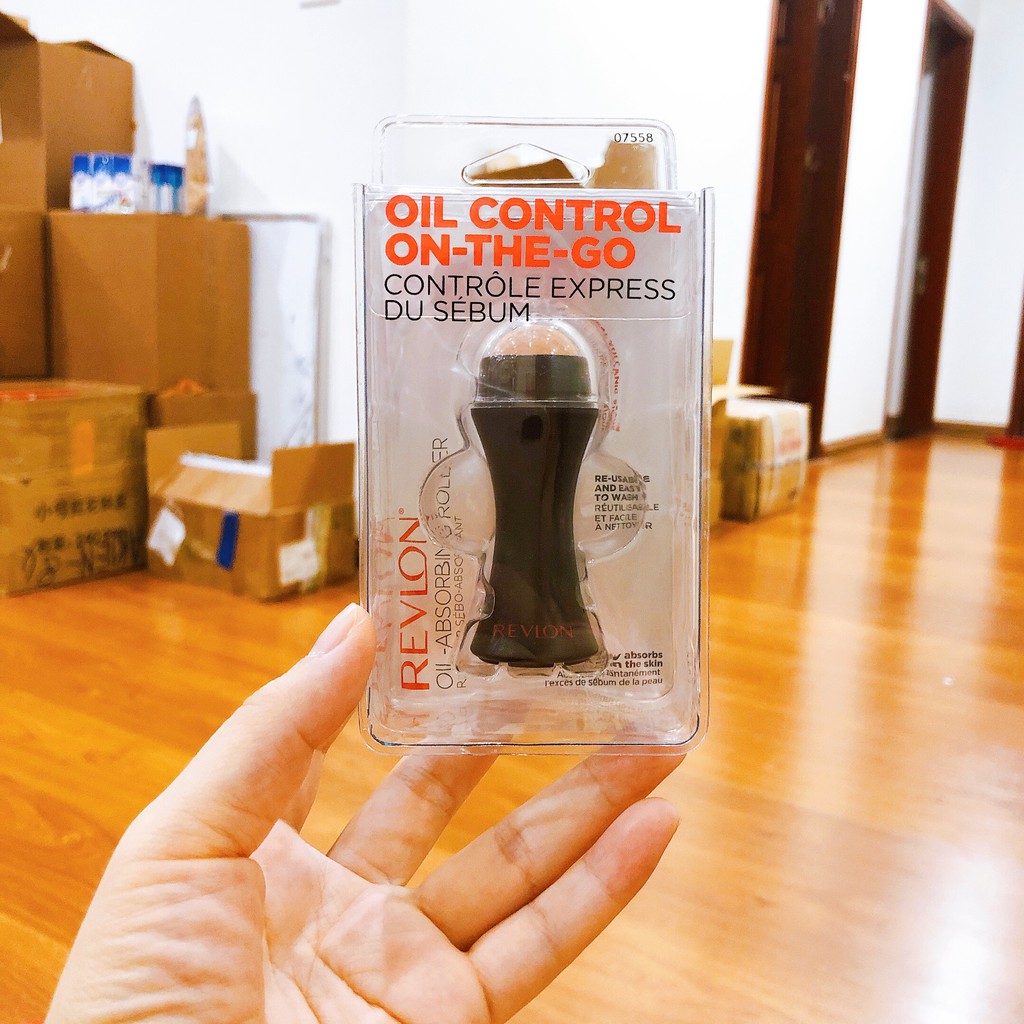 07558
OIL CONTROL
ON-THE-GO
CONTRÔLE EXPRESS
DU SÉBUM
RE-USABLE
AND EASY
TO WASH
RÉUTILISABLE
ET FACILE
À NETTOYER
REVLON®
OIL-ABSORBING ROLLER
REVLON
absorbs
the skin
l'excès de sébum de la peau